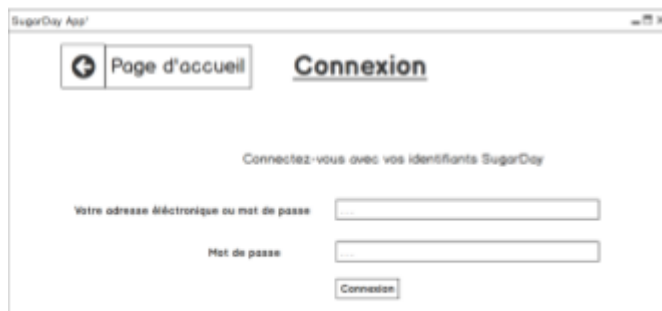 SugarDay App'
Page d'accueil
Connexion
Connectez-vous avec vos identifiants SugarDay
Votre adresse éléctronique ou mot de passe
...
Mot de passe
...
Connexion